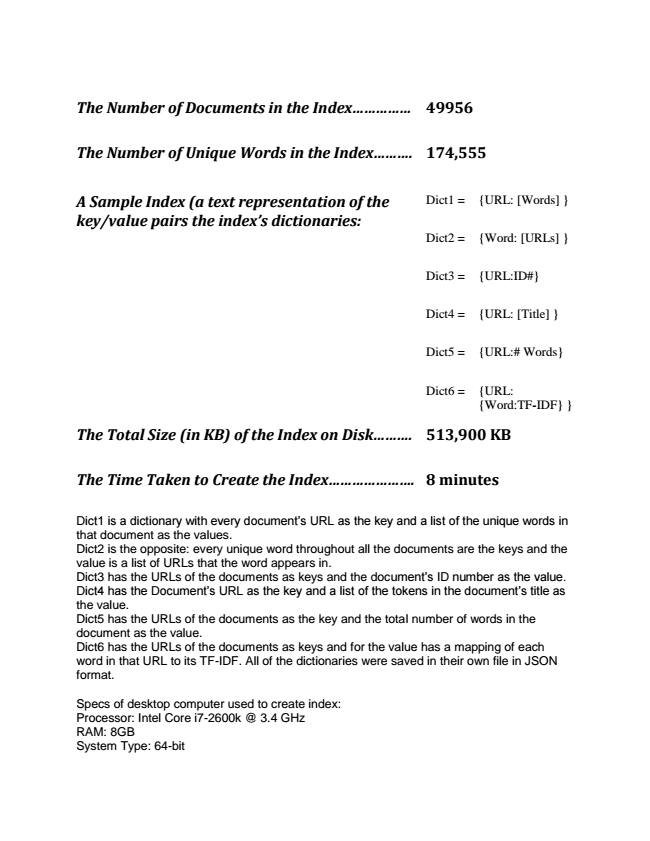 The Number of Documents in the Index…………… 49956
The Number of Unique Words in the Index………. 174,555
A Sample Index (a text representation of the
key/value pairs the index's dictionaries:
Dict1 = {URL: [Words] }
Dict2 = {Word: [URLs] }
Dict3 = {URL:ID#}
Dict4 = {URL: [Title] }
Dict5 = {URL:# Words}
Dict6 = {URL:
{Word:TF-IDF} }
The Total Size (in KB) of the Index on Disk………. 513,900 KB
The Time Taken to Create the Index…………………. 8 minutes
Dict1 is a dictionary with every document's URL as the key and a list of the unique words in
that document as the values.
Dict2 is the opposite: every unique word throughout all the documents are the keys and the
value is a list of URLs that the word appears in.
Dict3 has the URLs of the documents as keys and the document's ID number as the value.
Dict4 has the Document's URL as the key and a list of the tokens in the document's title as
the value.
Dict5 has the URLs of the documents as the key and the total number of words in the
document as the value.
Dict6 has the URLs of the documents as keys and for the value has a mapping of each
word in that URL to its TF-IDF. All of the dictionaries were saved in their own file in JSON
format.
Specs of desktop computer used to create index:
Processor: Intel Core i7-2600k @ 3.4 GHz
RAM: 8GB
System Type: 64-bit